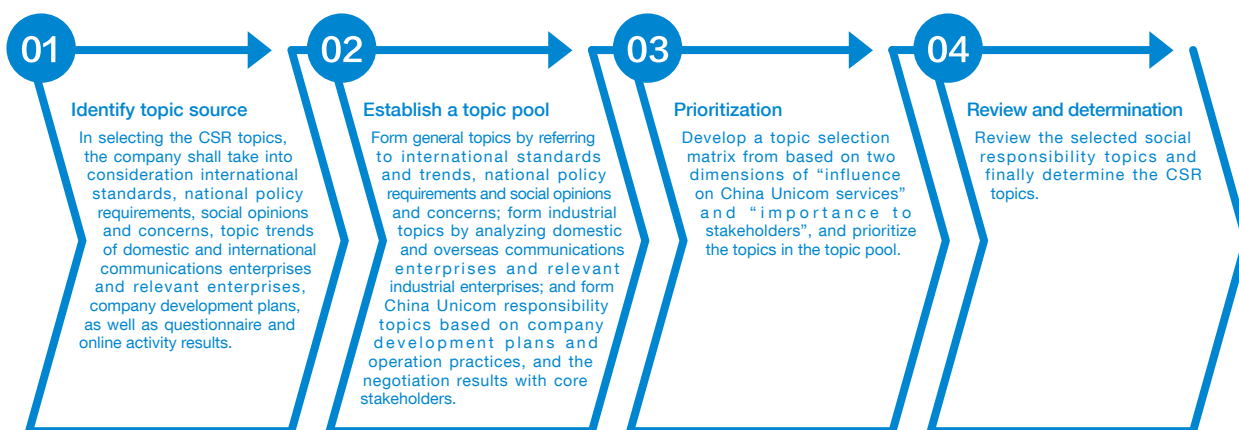 01
Identify topic source
In selecting the CSR topics,
the company shall take into
consideration international
standards, national policy
requirements, social opinions
and concerns, topic trends
of domestic and international
communications enterprises
and relevant enterprises,
company development plans,
as well as questionnaire and
online activity results.
02
Establish a topic pool
Form general topics by referring
to international standards
and trends, national policy
requirements and social opinions
and concerns; form industrial
topics by analyzing domestic
and overseas communications
enterprises and relevant
industrial enterprises; and form
China Unicom responsibility
topics based on company
development plans and
operation practices, and the
negotiation results with core
stakeholders.
03
Prioritization
Develop a topic selection
matrix from based on two
dimensions of “influence
on China Unicom services”
and “importance to
stakeholders”, and prioritize
the topics in the topic pool.
04
Review and determination
Review the selected social
responsibility topics and
finally determine the CSR
topics.